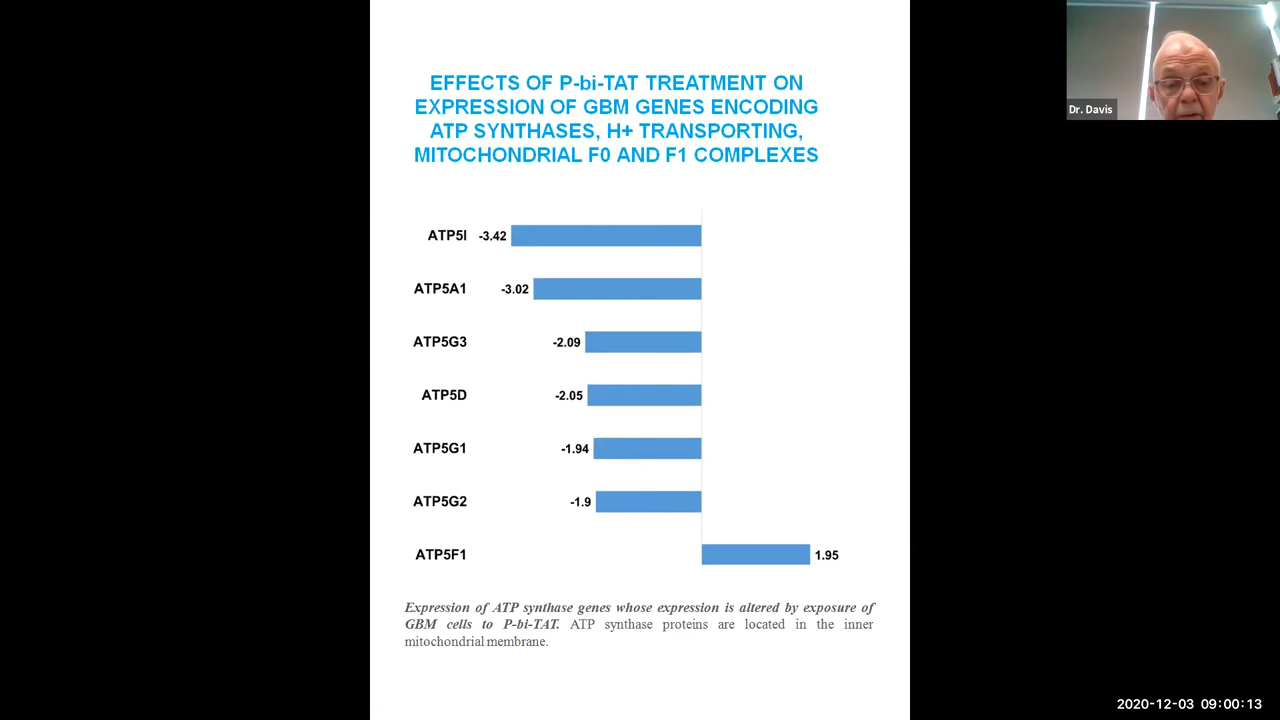 EFFECTS OF P-bi-TAT TREATMENT ON
EXPRESSION OF GBM GENES ENCODING
ATP SYNTHASES, H+ TRANSPORTING,
MITOCHONDRIAL F0 AND F1 COMPLEXES
Dr. Davis
ATP5I -3.42
ATP5A1 -3.02
ATP5G3 -2.09
ATP5D -2.05
ATP5G1 -1.94
ATP5G2 -1.9
ATP5F1 1.95
Expression of ATP synthase genes whose expression is altered by exposure of
GBM cells to P-bi-TAT. ATP synthase proteins are located in the inner
mitochondrial membrane.
2020-12-03 09:00:13